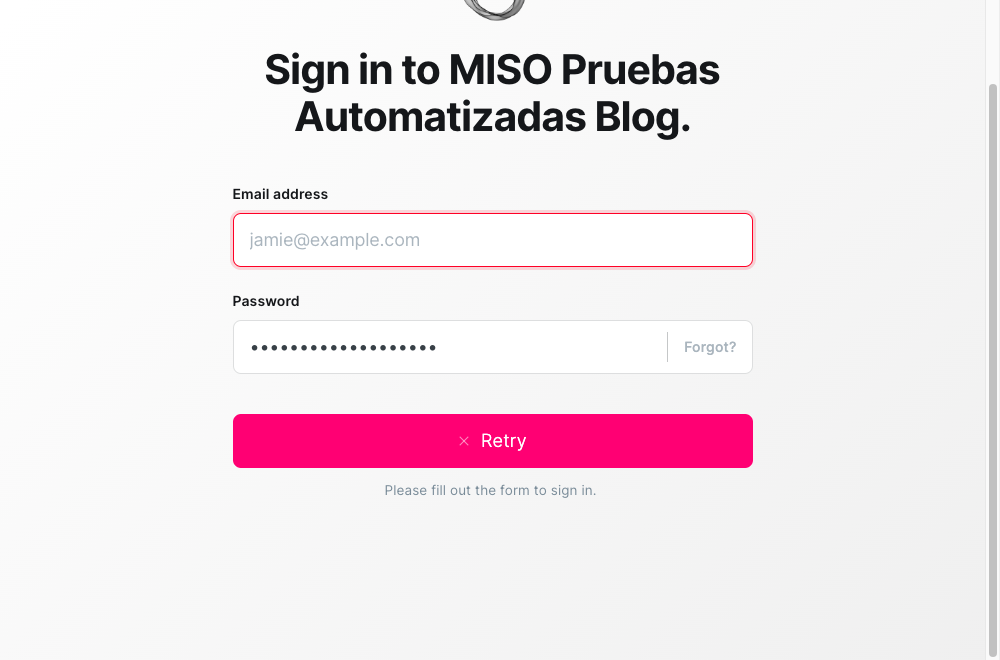 Sign in to MISO Pruebas
Automatizadas Blog.
Email address
jamie@example.com
Password
•••••••••••••••••••
Forgot?
× Retry
Please fill out the form to sign in.